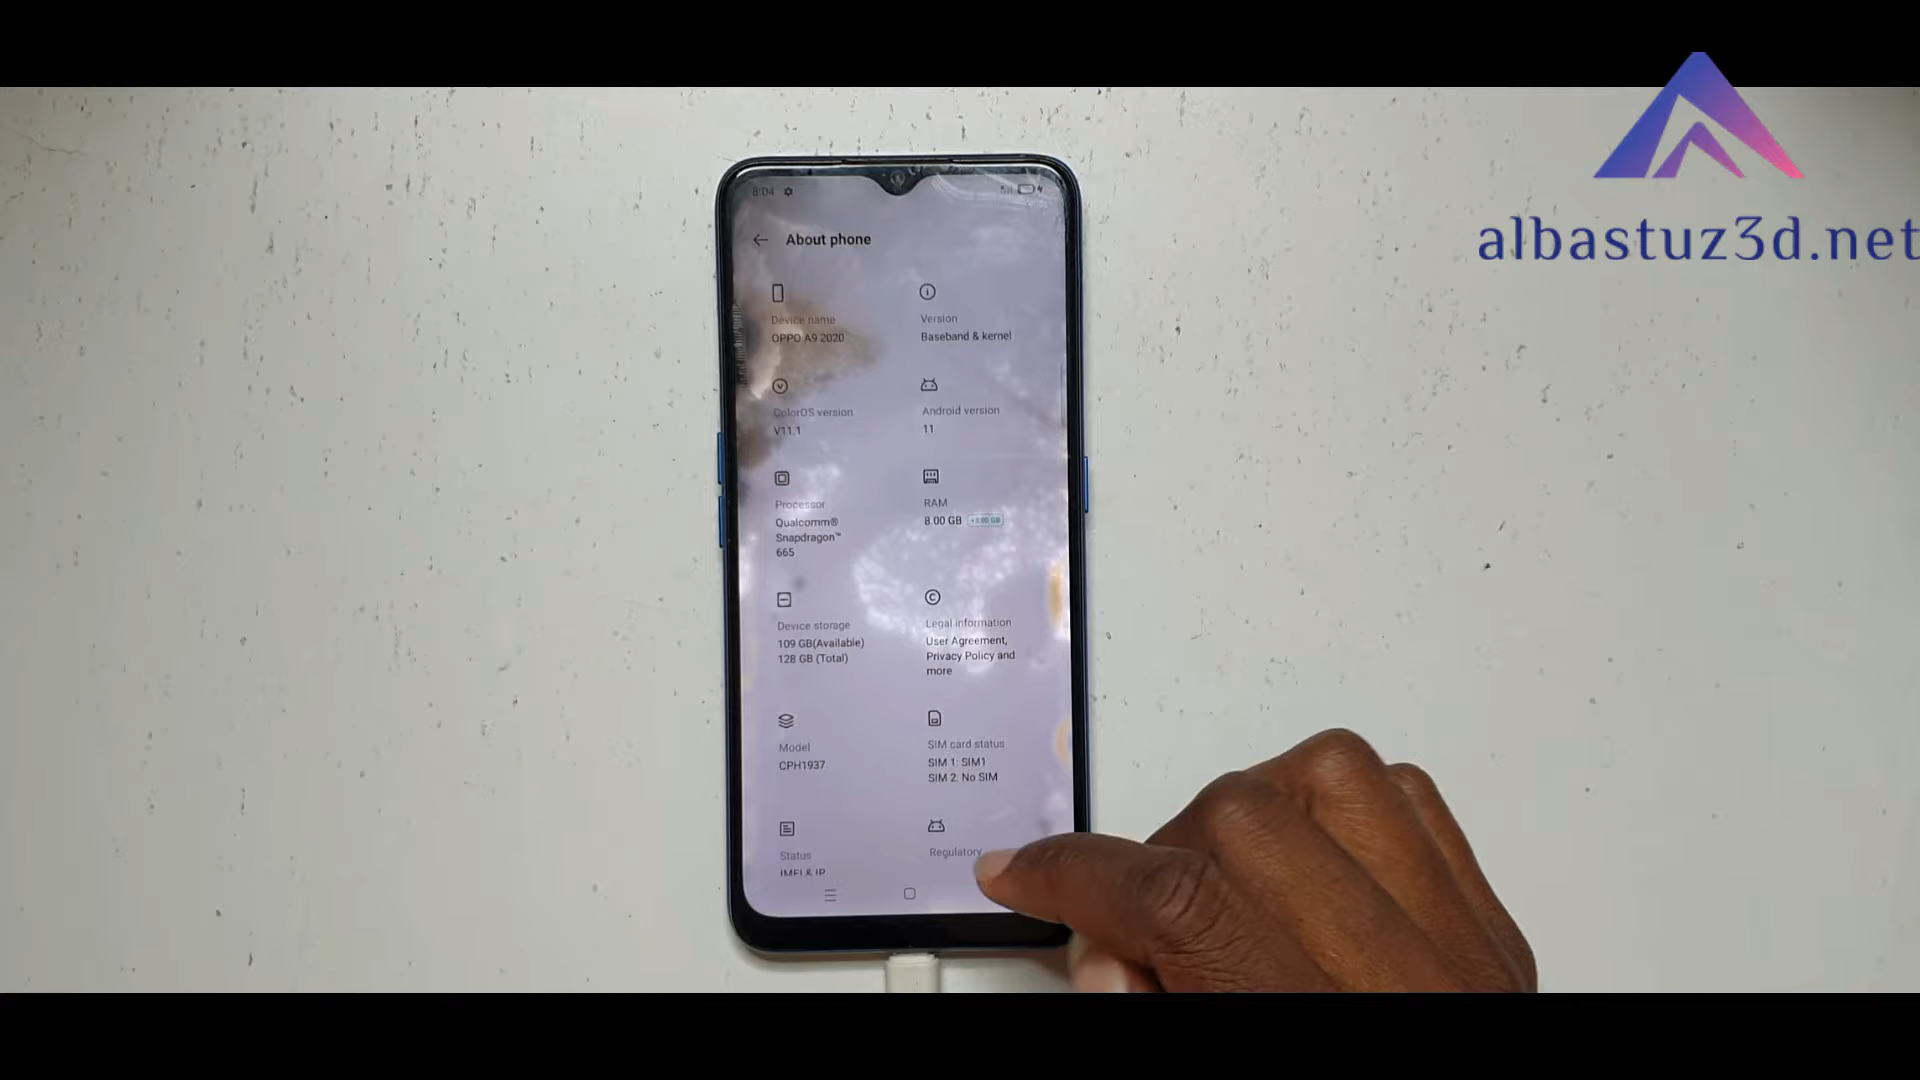 albastuz3d.net
8:04
About phone
Device name
OPPO A9 2020
Version
Baseband & kernel
ColorOS version
V11.1
Android version
11
Processor
Qualcomm®
Snapdragon™
665
RAM
8.00 GB
Device storage
109 GB(Available)
128 GB (Total)
Legal information
User Agreement,
Privacy Policy and
more
Model
CPH1937
SIM card status
SIM 1: SIM1
SIM 2: No SIM
Status
IMEI & IP
Regulatory